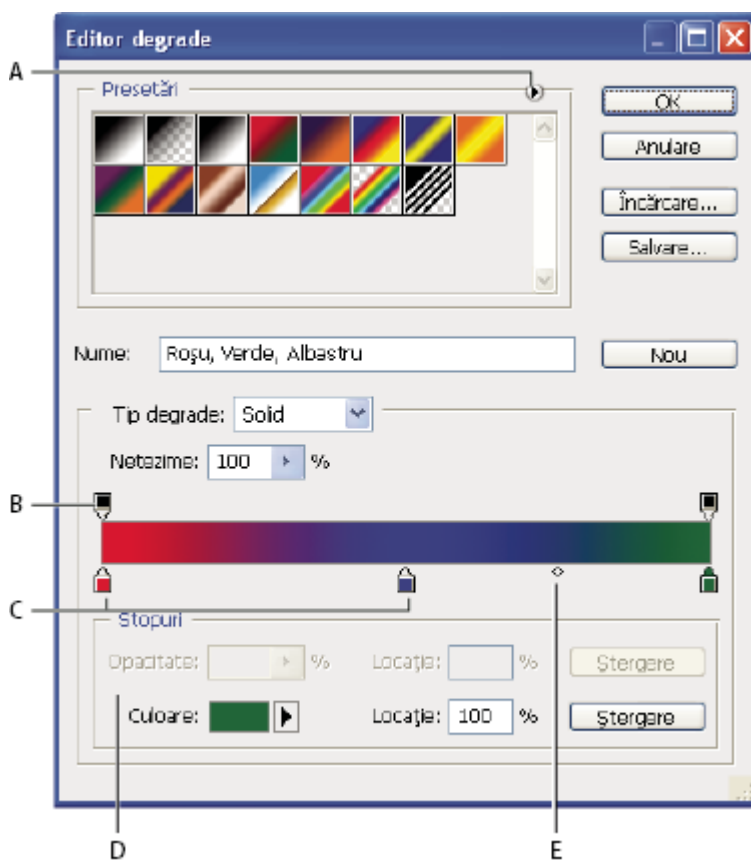 Editor degrade
A
Presetări
OK
Anulare
Încărcare...
Salvare...
Nume: Roşu, Verde, Albastru
Nou
Tip degrade: Solid
Netezime: 100 %
B
C
Stopuri
Opacitate: % Locaţie: % Ştergere
Culoare: Locaţie: 100 % Ştergere
D
E